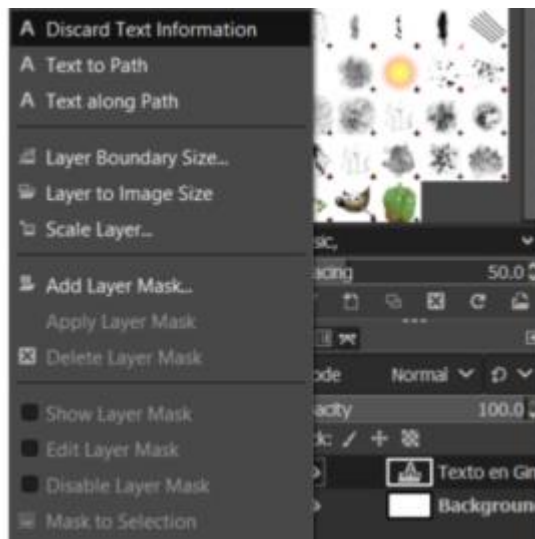 Discard Text Information
Text to Path
Text along Path
Layer Boundary Size...
Layer to Image Size
Scale Layer...
Add Layer Mask...
Apply Layer Mask
Delete Layer Mask
Show Layer Mask
Edit Layer Mask
Disable Layer Mask
Mask to Selection
sic,
acing 50.0
ode Normal
acity 100.0
k:
Texto en Gim
Background